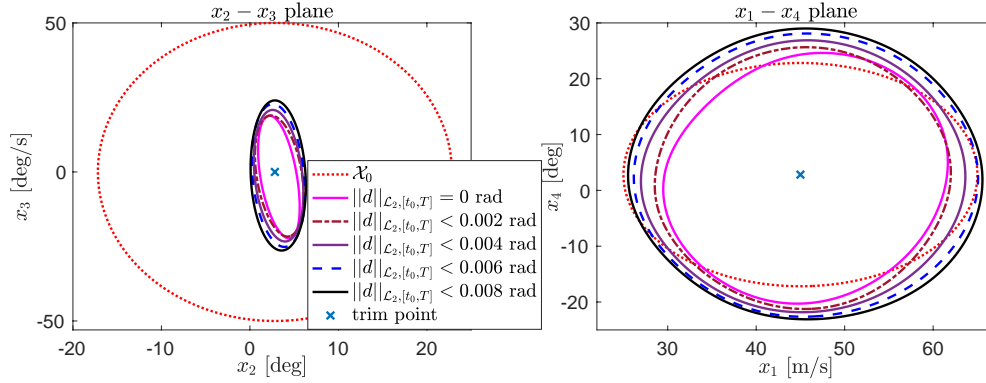 x₂ − x₃ plane
50
0
-50
x₃ [deg/s]
-20
-10
0
10
20
x₂ [deg]
𝒳₀
||d||_{ℒ₂,[t₀,T]} = 0 rad
||d||_{ℒ₂,[t₀,T]} < 0.002 rad
||d||_{ℒ₂,[t₀,T]} < 0.004 rad
||d||_{ℒ₂,[t₀,T]} < 0.006 rad
||d||_{ℒ₂,[t₀,T]} < 0.008 rad
trim point
x₁ − x₄ plane
30
20
10
0
-10
-20
x₄ [deg]
30
40
50
60
x₁ [m/s]